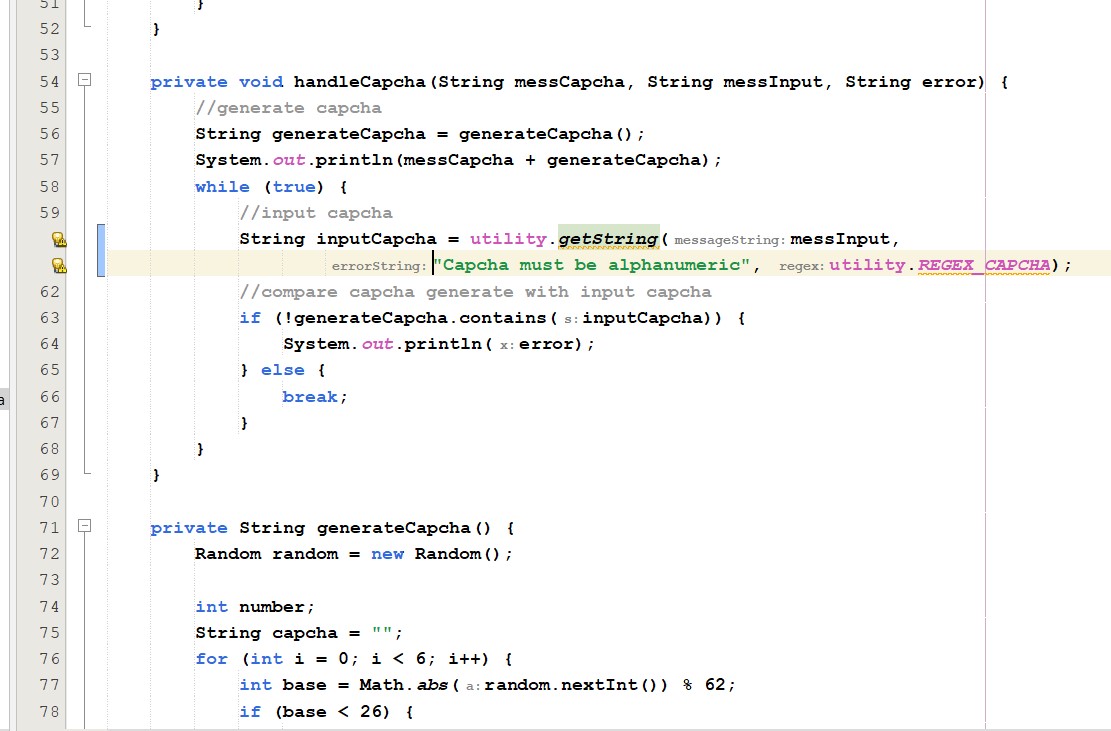 51 }
52 }
53
54 private void handleCapcha(String messCapcha, String messInput, String error) {
55 //generate capcha
56 String generateCapcha = generateCapcha();
57 System.out.println(messCapcha + generateCapcha);
58 while (true) {
59 //input capcha
String inputCapcha = utility.getString( messageString: messInput,
errorString: "Capcha must be alphanumeric", regex: utility.REGEX_CAPCHA);
62 //compare capcha generate with input capcha
63 if (!generateCapcha.contains( s: inputCapcha)) {
64 System.out.println( x: error);
65 } else {
a
66 break;
67 }
68 }
69 }
70
71 private String generateCapcha() {
72 Random random = new Random();
73
74 int number;
75 String capcha = "";
76 for (int i = 0; i < 6; i++) {
77 int base = Math.abs( a: random.nextInt()) % 62;
78 if (base < 26) {